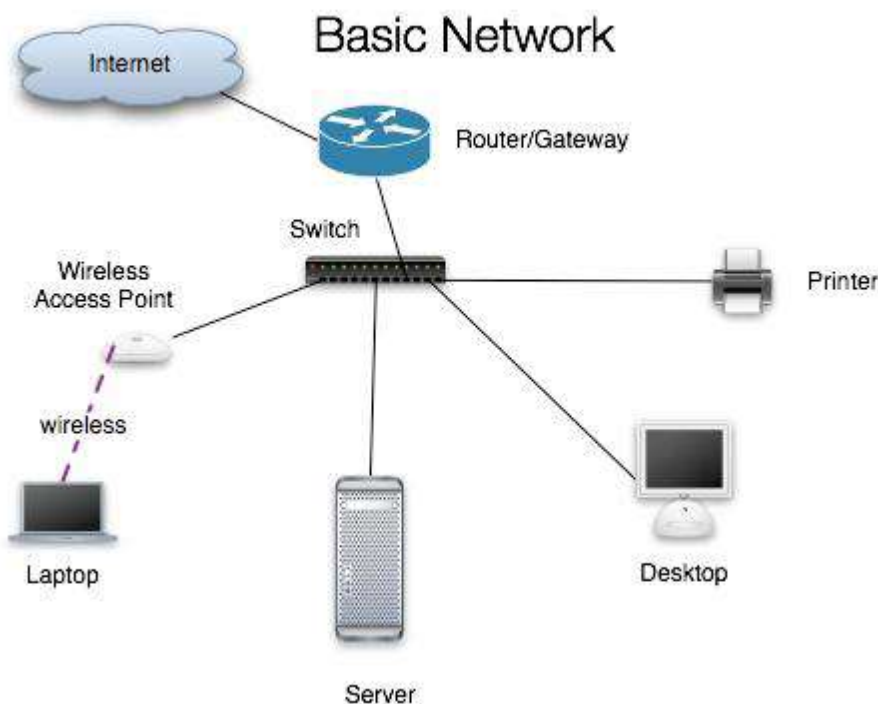 Basic Network
Internet
Router/Gateway
Switch
Wireless
Access Point
Printer
wireless
Laptop
Desktop
Server